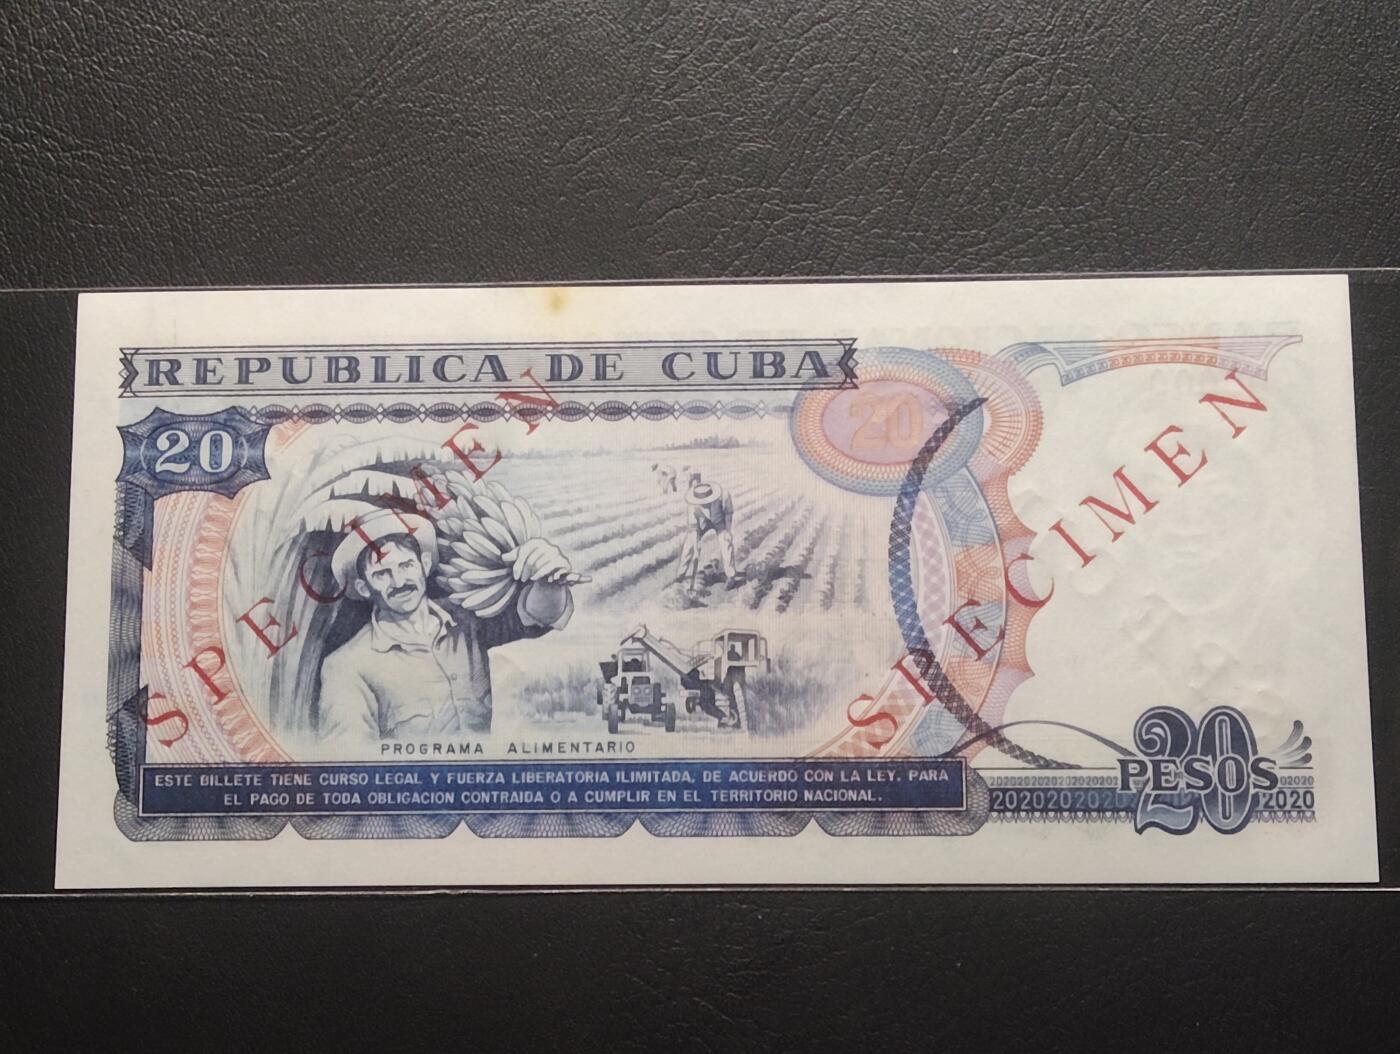 REPUBLICA DE CUBA
20
20
SPECIMEN
SPECIMEN
PROGRAMA ALIMENTARIO
ESTE BILLETE TIENE CURSO LEGAL Y FUERZA LIBERATORIA ILIMITADA, DE ACUERDO CON LA LEY, PARA
EL PAGO DE TODA OBLIGACION CONTRAIDA O A CUMPLIR EN EL TERRITORIO NACIONAL.
20
PESOS